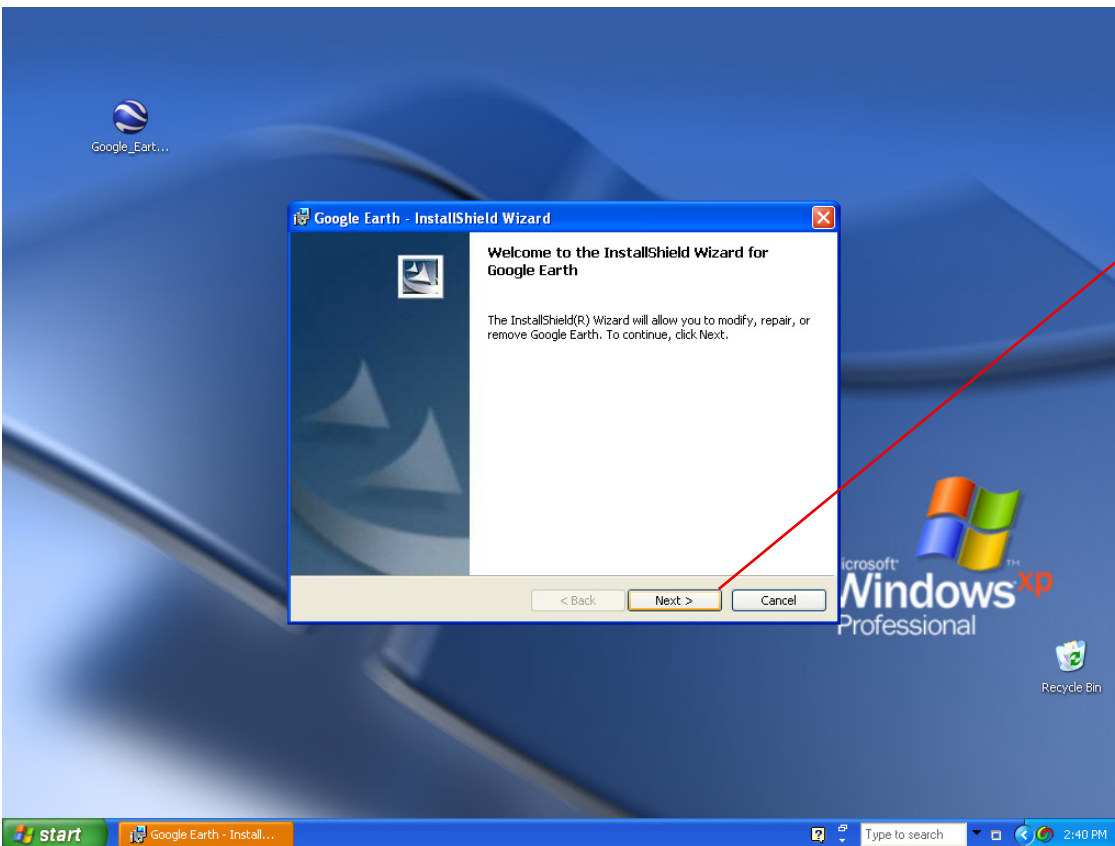 Google_Eart...
Google Earth - InstallShield Wizard
Welcome to the InstallShield Wizard for
Google Earth
The InstallShield(R) Wizard will allow you to modify, repair, or
remove Google Earth. To continue, click Next.
< Back
Next >
Cancel
icrosoft
Windows xp
TM
Professional
Recycle Bin
start
Google Earth - Install...
Type to search
2:40 PM